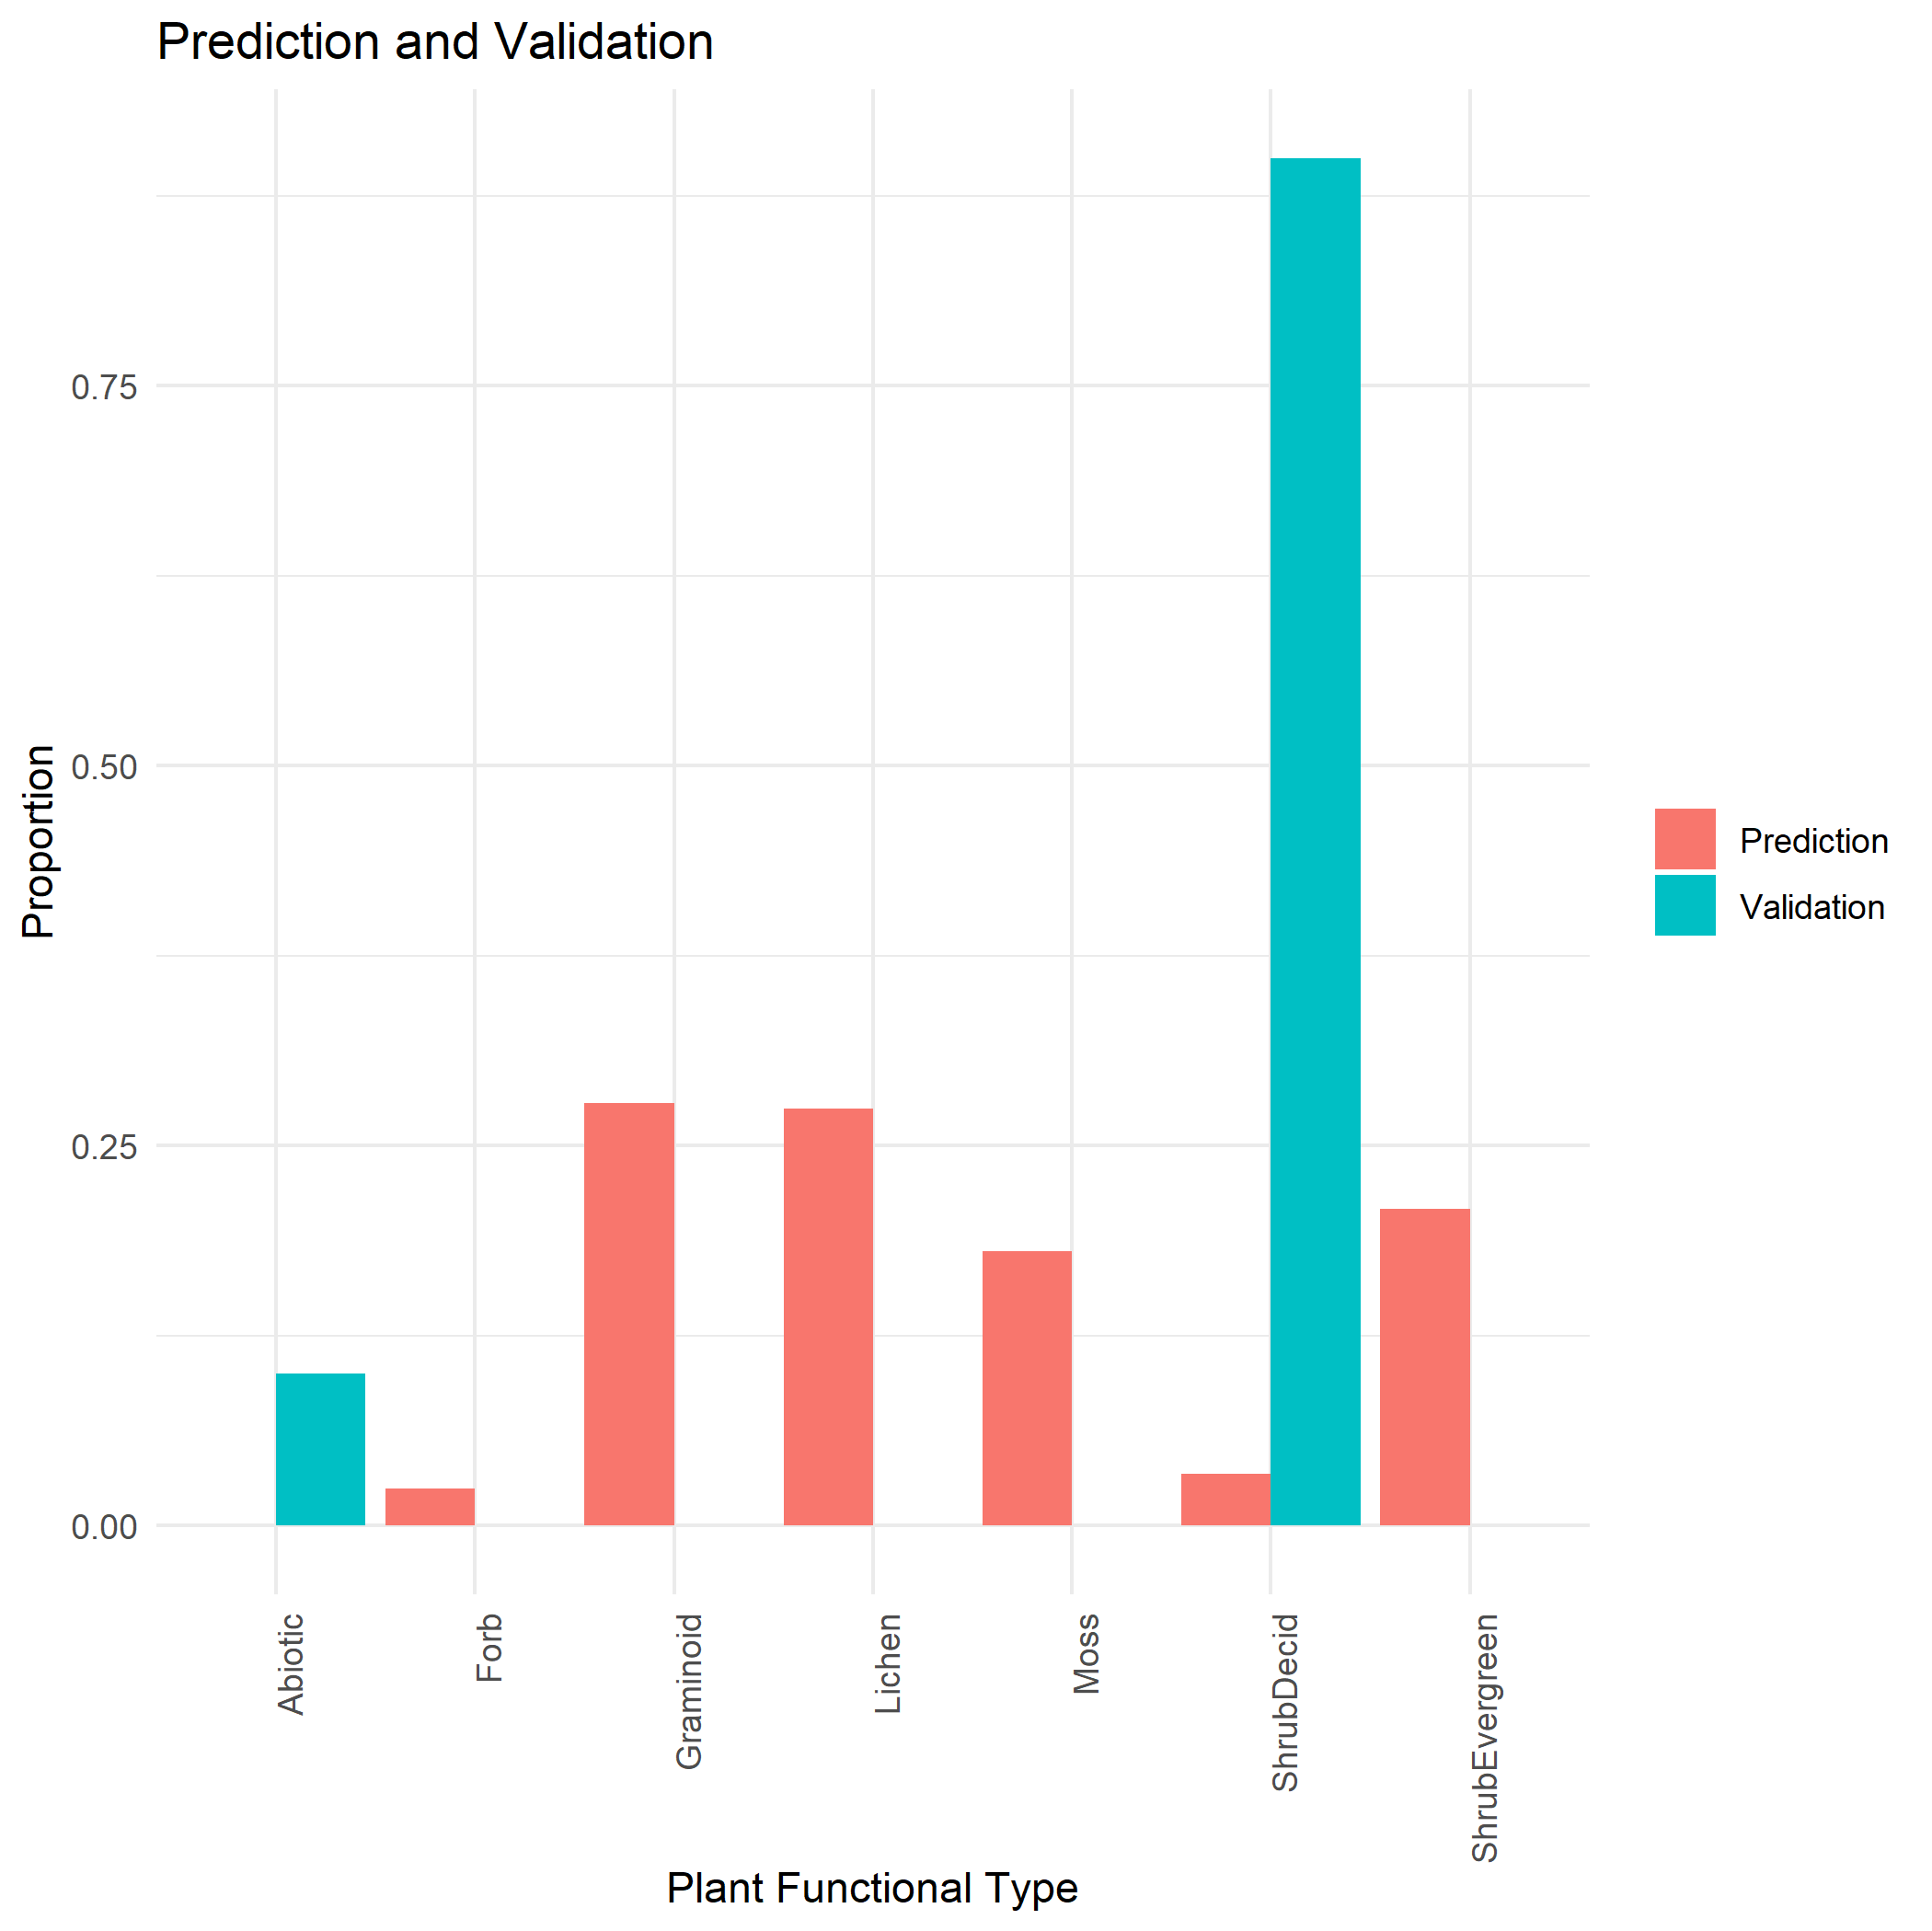 Prediction and Validation
Proportion
0.75
0.50
0.25
0.00
Abiotic
Forb
Graminoid
Lichen
Moss
ShrubDecid
ShrubEvergreen
Plant Functional Type
Prediction
Validation